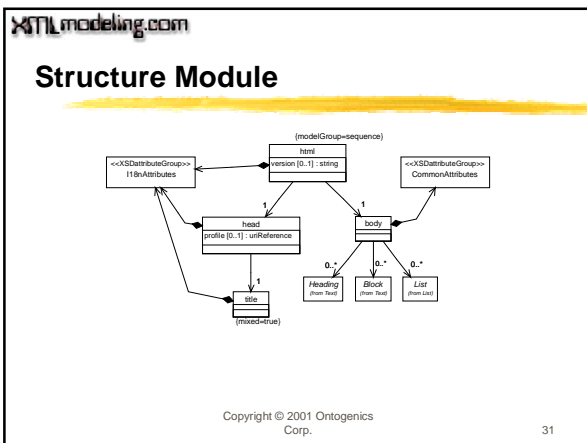 XMLmodeling.com
Structure Module
{modelGroup=sequence}
html
version [0..1] : string
<<XSDattributeGroup>>
I18nAttributes
<<XSDattributeGroup>>
CommonAttributes
1
1
head
profile [0..1] : uriReference
body
1
0..*
0..*
0..*
title
{mixed=true}
Heading
(from Text)
Block
(from Text)
List
(from List)
Copyright © 2001 Ontogenics
Corp.
31